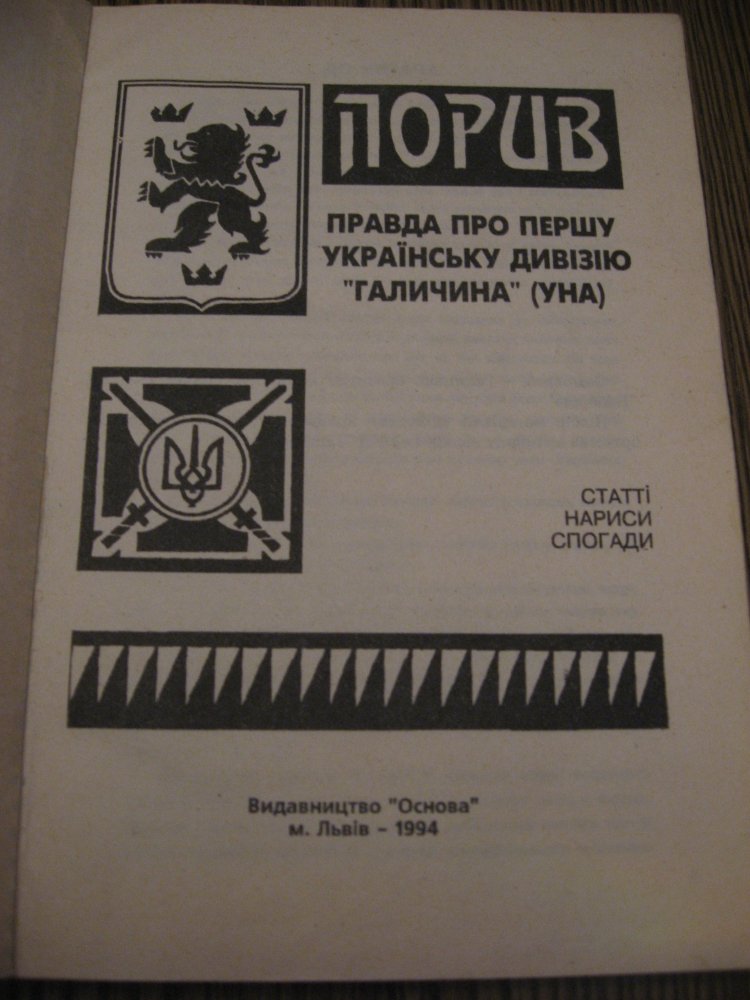 ПОРИВ
ПРАВДА ПРО ПЕРШУ
УКРАЇНСЬКУ ДИВІЗІЮ
"ГАЛИЧИНА" (УНА)
СТАТТІ
НАРИСИ
СПОГАДИ
Видавництво "Основа"
м. Львів – 1994